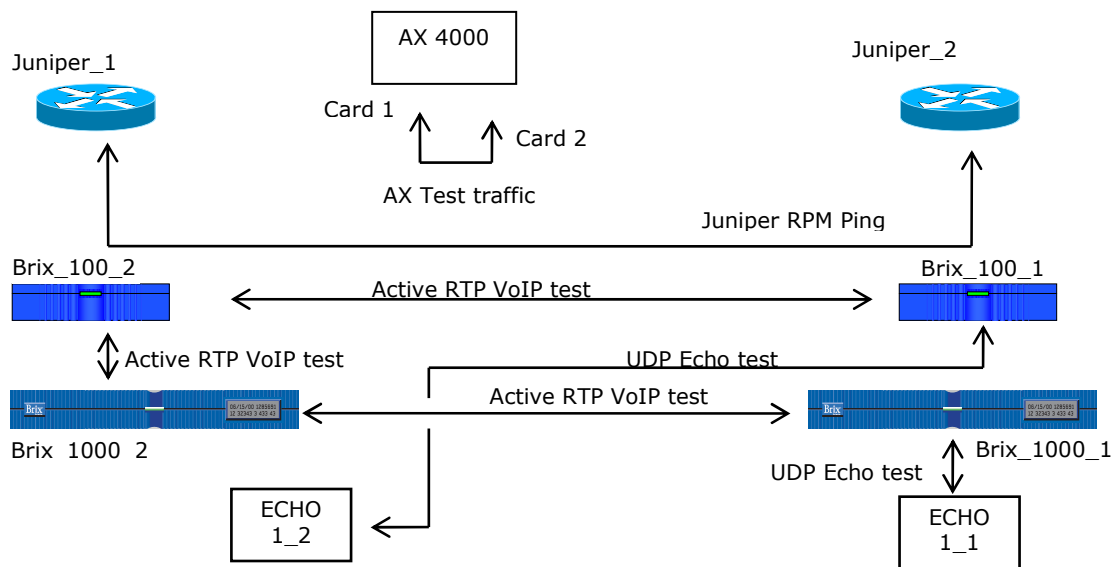 AX 4000
Juniper_1
Juniper_2
Card 1
Card 2
AX Test traffic
Juniper RPM Ping
Brix_100_2
Brix_100_1
Active RTP VoIP test
Active RTP VoIP test
UDP Echo test
Active RTP VoIP test
Brix
Brix
Brix 1000 2
Brix_1000_1
UDP Echo test
ECHO
1_2
ECHO
1_1